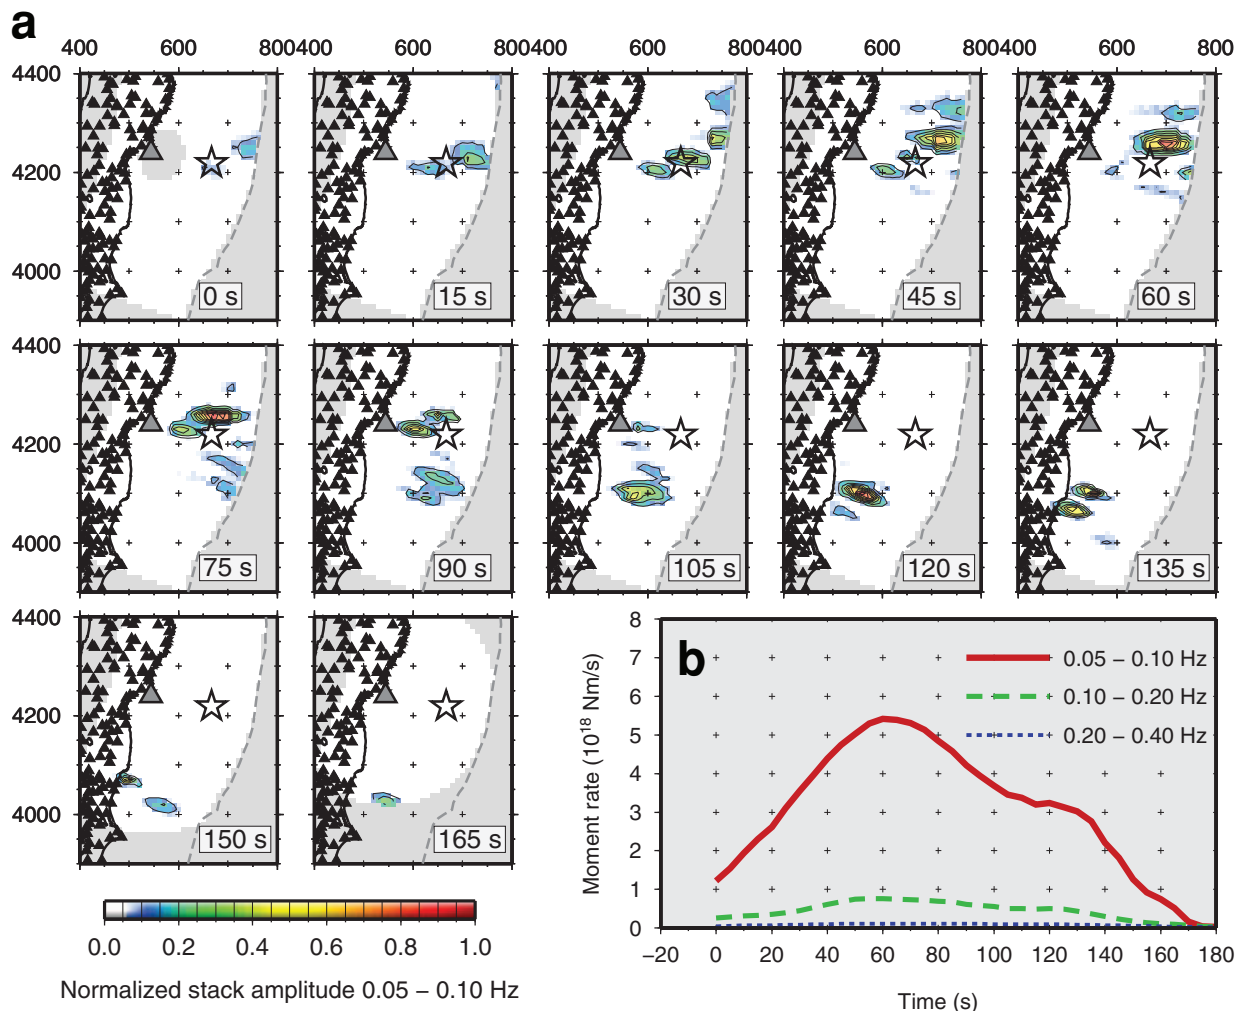 a
400 600 800400 600 800400 600 800400 600 800400 600 800
4400
4200
4000
0 s 15 s 30 s 45 s 60 s
4400
4200
4000
75 s 90 s 105 s 120 s 135 s
4400
4200
4000
150 s 165 s
0.0 0.2 0.4 0.6 0.8 1.0
Normalized stack amplitude 0.05 – 0.10 Hz
b
8
7
6
5
4
3
2
1
0
Moment rate (10¹⁸ Nm/s)
0.05 – 0.10 Hz
0.10 – 0.20 Hz
0.20 – 0.40 Hz
−20 0 20 40 60 80 100 120 140 160 180
Time (s)